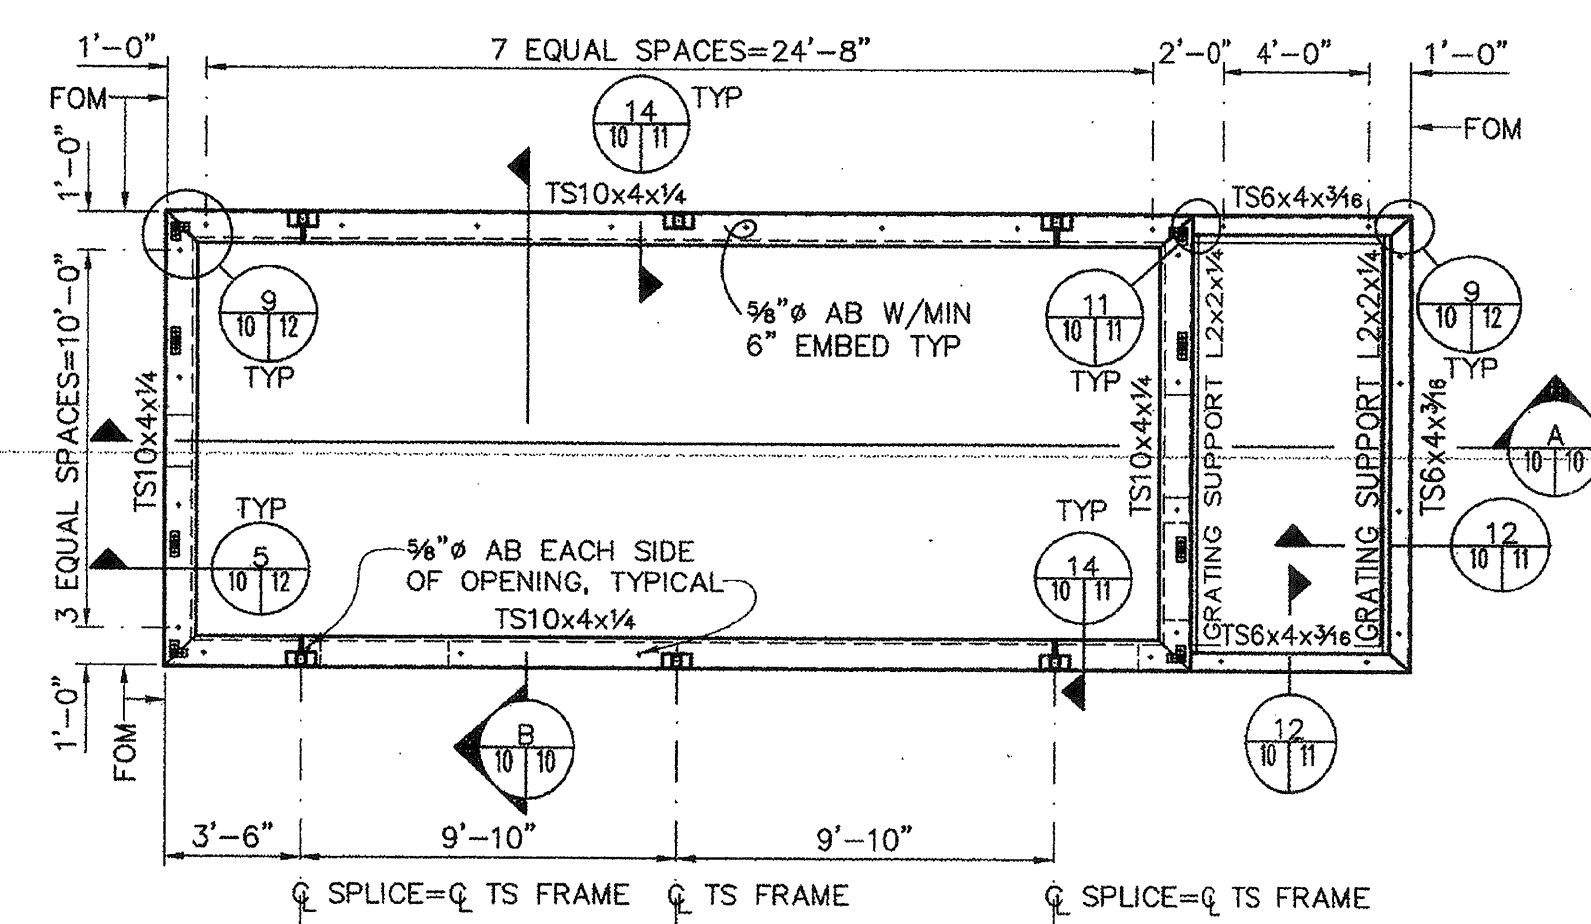 1'-0"
7 EQUAL SPACES=24'-8"
2'-0"
4'-0"
1'-0"
FOM
14
10 11
TYP
FOM
1'-0"
TS10x4x1/4
TS6x4x3/16
9
10 12
TYP
5/8"ø AB W/MIN
6" EMBED TYP
11
10 11
TYP
9
10 12
TYP
3 EQUAL SPACES=10'-0"
TS10x4x1/4
TS10x4x1/4
GRATING SUPPORT L2x2x1/4
GRATING SUPPORT L2x2x1/4
TS6x4x3/16
A
10 10
TYP
5
10 12
5/8"ø AB EACH SIDE
OF OPENING, TYPICAL
TS10x4x1/4
TYP
14
10 11
12
10 11
TS6x4x3/16
1'-0"
FOM
B
10 10
12
10 11
3'-6"
9'-10"
9'-10"
℄ SPLICE=℄ TS FRAME
℄ TS FRAME
℄ SPLICE=℄ TS FRAME